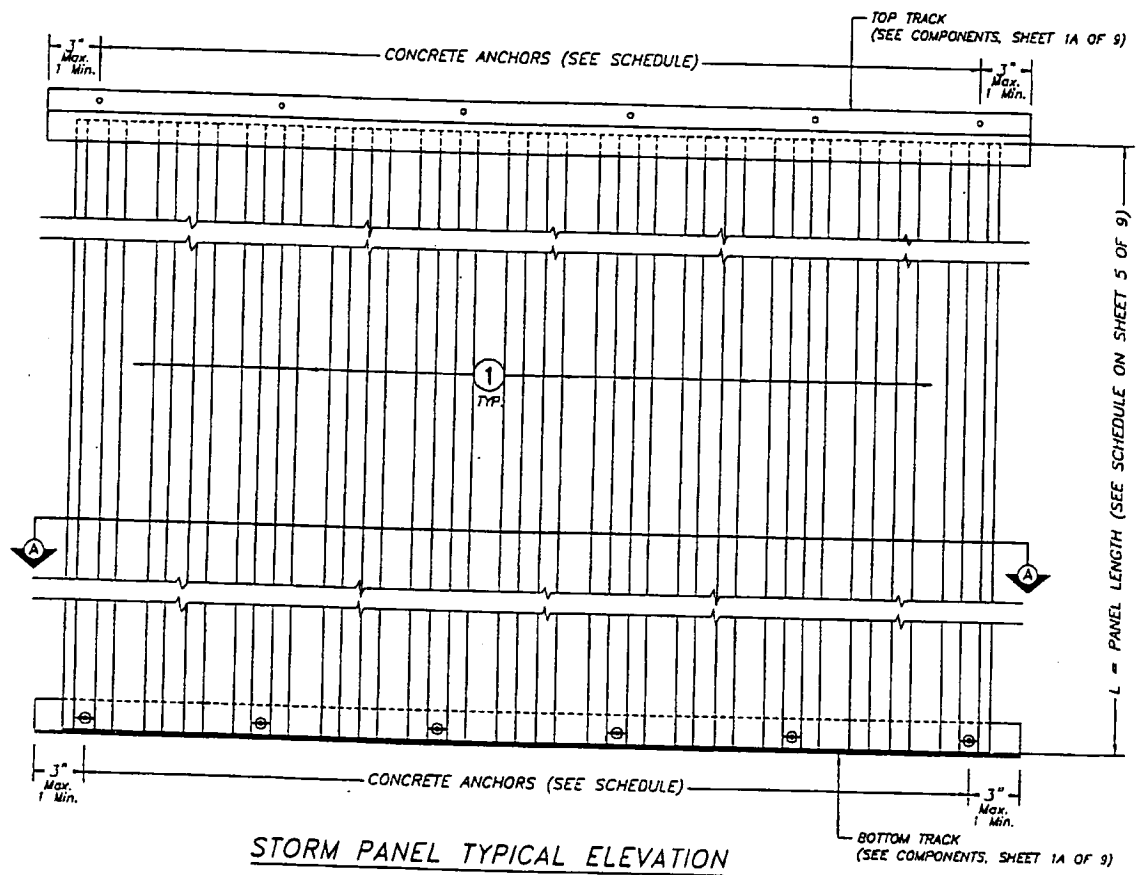 TOP TRACK
(SEE COMPONENTS, SHEET 1A OF 9)
3"
Max.
1 Min.
CONCRETE ANCHORS (SEE SCHEDULE)
3"
Max.
1 Min.
L = PANEL LENGTH (SEE SCHEDULE ON SHEET 5 OF 9)
1
TYP.
A
A
3"
Max.
1 Min.
CONCRETE ANCHORS (SEE SCHEDULE)
3"
Max.
1 Min.
BOTTOM TRACK
(SEE COMPONENTS, SHEET 1A OF 9)
STORM PANEL TYPICAL ELEVATION